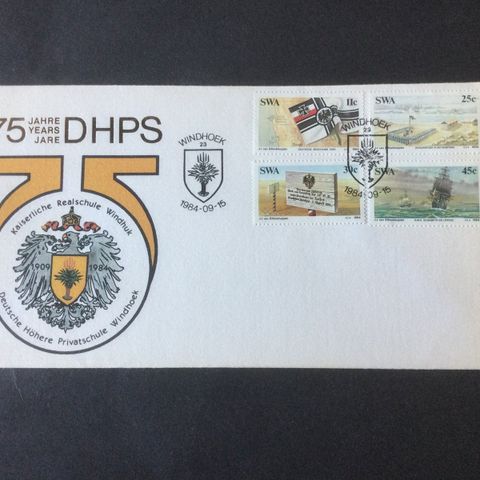 75 JAHRE YEARS JARE DHPS
Kaiserliche Realschule Windhuk
1909 1984
Deutsche Höhere Privatschule Windhoek
WINDHOEK
23
1984-09-15
SWA 11c
SWA 25c
SWA 30c
SWA 45c
WINDHOEK
23
1984-09-15